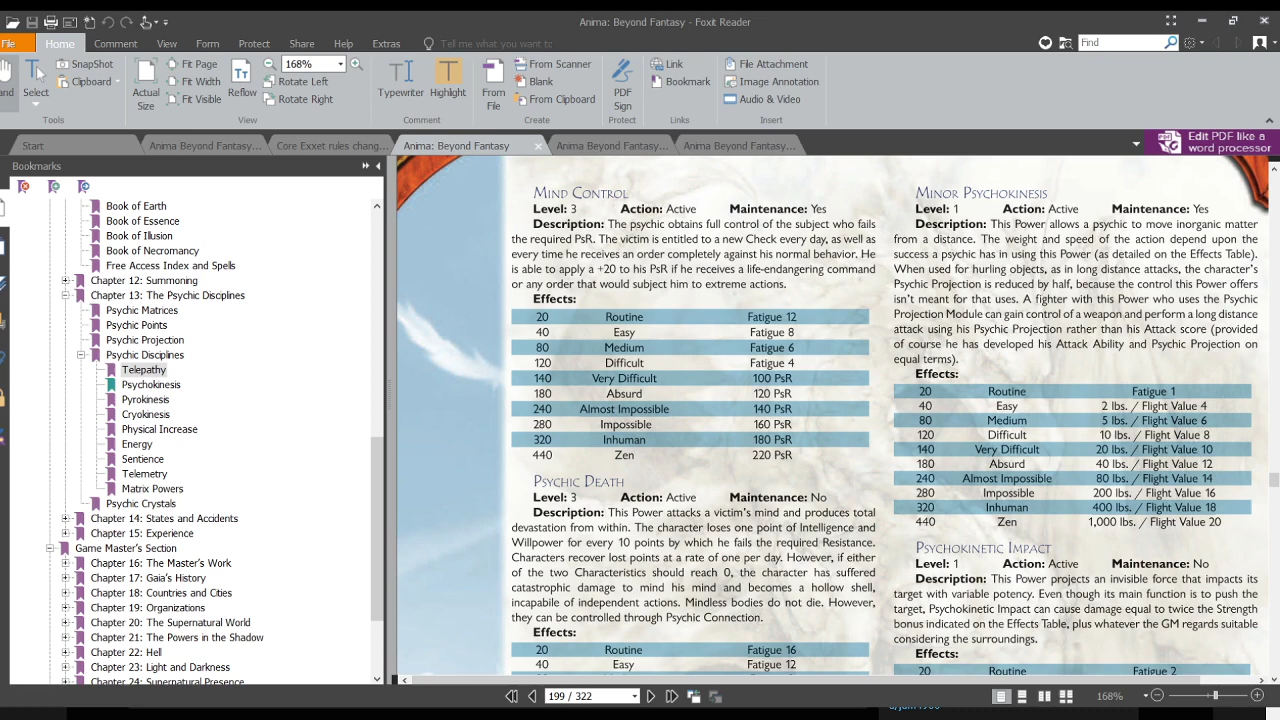 Anima: Beyond Fantasy - Foxit Reader
File Home Comment View Form Protect Share Help Extras Tell me what you want to
Find
Select
SnapShot
Clipboard
Tools
Actual Size
Fit Page
Fit Width
Fit Visible
Reflow
168%
Rotate Left
Rotate Right
View
Typewriter
Highlight
Comment
From File
From Scanner
Blank
From Clipboard
Create
PDF Sign
Protect
Link
Bookmark
Links
File Attachment
Image Annotation
Audio & Video
Insert
Start
Anima Beyond Fantasy...
Core Exxet rules chang...
Anima: Beyond Fantasy
Anima Beyond Fantasy...
Anima Beyond Fantasy...
Edit PDF like a
word processor
Bookmarks
Book of Earth
Book of Essence
Book of Illusion
Book of Necromancy
Free Access Index and Spells
Chapter 12: Summoning
Chapter 13: The Psychic Disciplines
Psychic Matrices
Psychic Points
Psychic Projection
Psychic Disciplines
Telepathy
Psychokinesis
Pyrokinesis
Cryokinesis
Physical Increase
Energy
Sentience
Telemetry
Matrix Powers
Psychic Crystals
Chapter 14: States and Accidents
Chapter 15: Experience
Game Master's Section
Chapter 16: The Master's Work
Chapter 17: Gaia's History
Chapter 18: Countries and Cities
Chapter 19: Organizations
Chapter 20: The Supernatural World
Chapter 21: The Powers in the Shadow
Chapter 22: Hell
Chapter 23: Light and Darkness
Chapter 24: Supernatural Presence
Mind Control
Level: 3 Action: Active Maintenance: Yes
Description: The psychic obtains full control of the subject who fails
the required PsR. The victim is entitled to a new Check every day, as well as
every time he receives an order completely against his normal behavior. He
is able to apply a +20 to his PsR if he receives a life-endangering command
or any order that would subject him to extreme actions.
Effects:
20 Routine Fatigue 12
40 Easy Fatigue 8
80 Medium Fatigue 6
120 Difficult Fatigue 4
140 Very Difficult 100 PsR
180 Absurd 120 PsR
240 Almost Impossible 140 PsR
280 Impossible 160 PsR
320 Inhuman 180 PsR
440 Zen 220 PsR
Psychic Death
Level: 3 Action: Active Maintenance: No
Description: This Power attacks a victim's mind and produces total
devastation from within. The character loses one point of Intelligence and
Willpower for every 10 points by which he fails the required Resistance.
Characters recover lost points at a rate of one per day. However, if either
of the two Characteristics should reach 0, the character has suffered
catastrophic damage to mind his mind and becomes a hollow shell,
incapable of independent actions. Mindless bodies do not die. However,
they can be controlled through Psychic Connection.
Effects:
20 Routine Fatigue 16
40 Easy Fatigue 12
Minor Psychokinesis
Level: 1 Action: Active Maintenance: Yes
Description: This Power allows a psychic to move inorganic matter
from a distance. The weight and speed of the action depend upon the
success a psychic has in using this Power (as detailed on the Effects Table).
When used for hurling objects, as in long distance attacks, the character's
Psychic Projection is reduced by half, because the control this Power offers
isn't meant for that uses. A fighter with this Power who uses the Psychic
Projection Module can gain control of a weapon and perform a long distance
attack using his Psychic Projection rather than his Attack score (provided
of course he has developed his Attack Ability and Psychic Projection on
equal terms).
Effects:
20 Routine Fatigue 1
40 Easy 2 lbs. / Flight Value 4
80 Medium 5 lbs. / Flight Value 6
120 Difficult 10 lbs. / Flight Value 8
140 Very Difficult 20 lbs. / Flight Value 10
180 Absurd 40 lbs. / Flight Value 12
240 Almost Impossible 80 lbs. / Flight Value 14
280 Impossible 200 lbs. / Flight Value 16
320 Inhuman 400 lbs. / Flight Value 18
440 Zen 1,000 lbs. / Flight Value 20
Psychokinetic Impact
Level: 1 Action: Active Maintenance: No
Description: This Power projects an invisible force that impacts its
target with variable potency. Even though its main function is to push the
target, Psychokinetic Impact can cause damage equal to twice the Strength
bonus indicated on the Effects Table, plus whatever the GM regards suitable
considering the surroundings.
Effects:
20 Routine Fatigue 2
199 / 322
168%